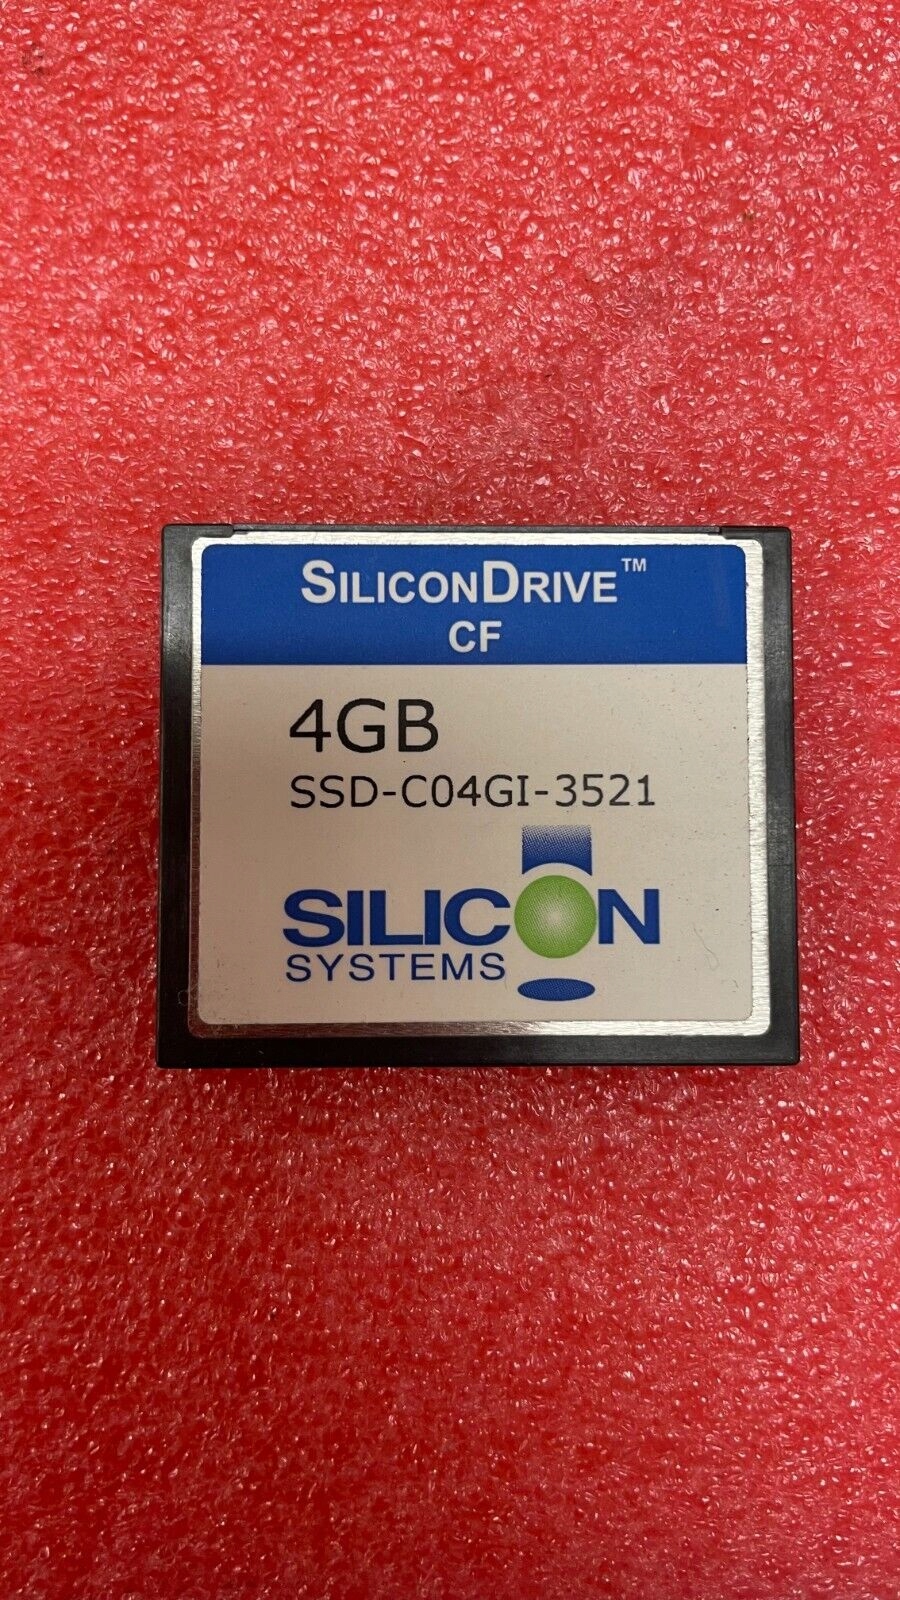 SILICONDRIVE™
CF
4GB
SSD-C04GI-3521
SILICON
SYSTEMS